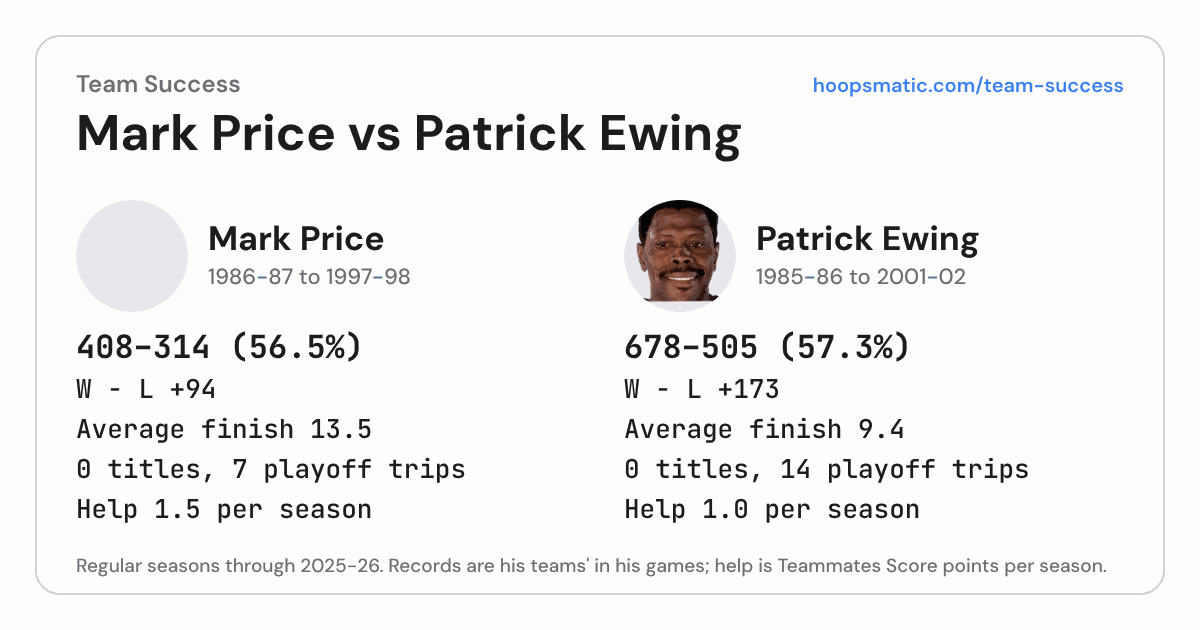 Team Success
hoopsmatic.com/team-success
Mark Price vs Patrick Ewing
Mark Price
1986-87 to 1997-98
408-314 (56.5%)
W - L +94
Average finish 13.5
0 titles, 7 playoff trips
Help 1.5 per season
Patrick Ewing
1985-86 to 2001-02
678-505 (57.3%)
W - L +173
Average finish 9.4
0 titles, 14 playoff trips
Help 1.0 per season
Regular seasons through 2025-26. Records are his teams' in his games; help is Teammates Score points per season.